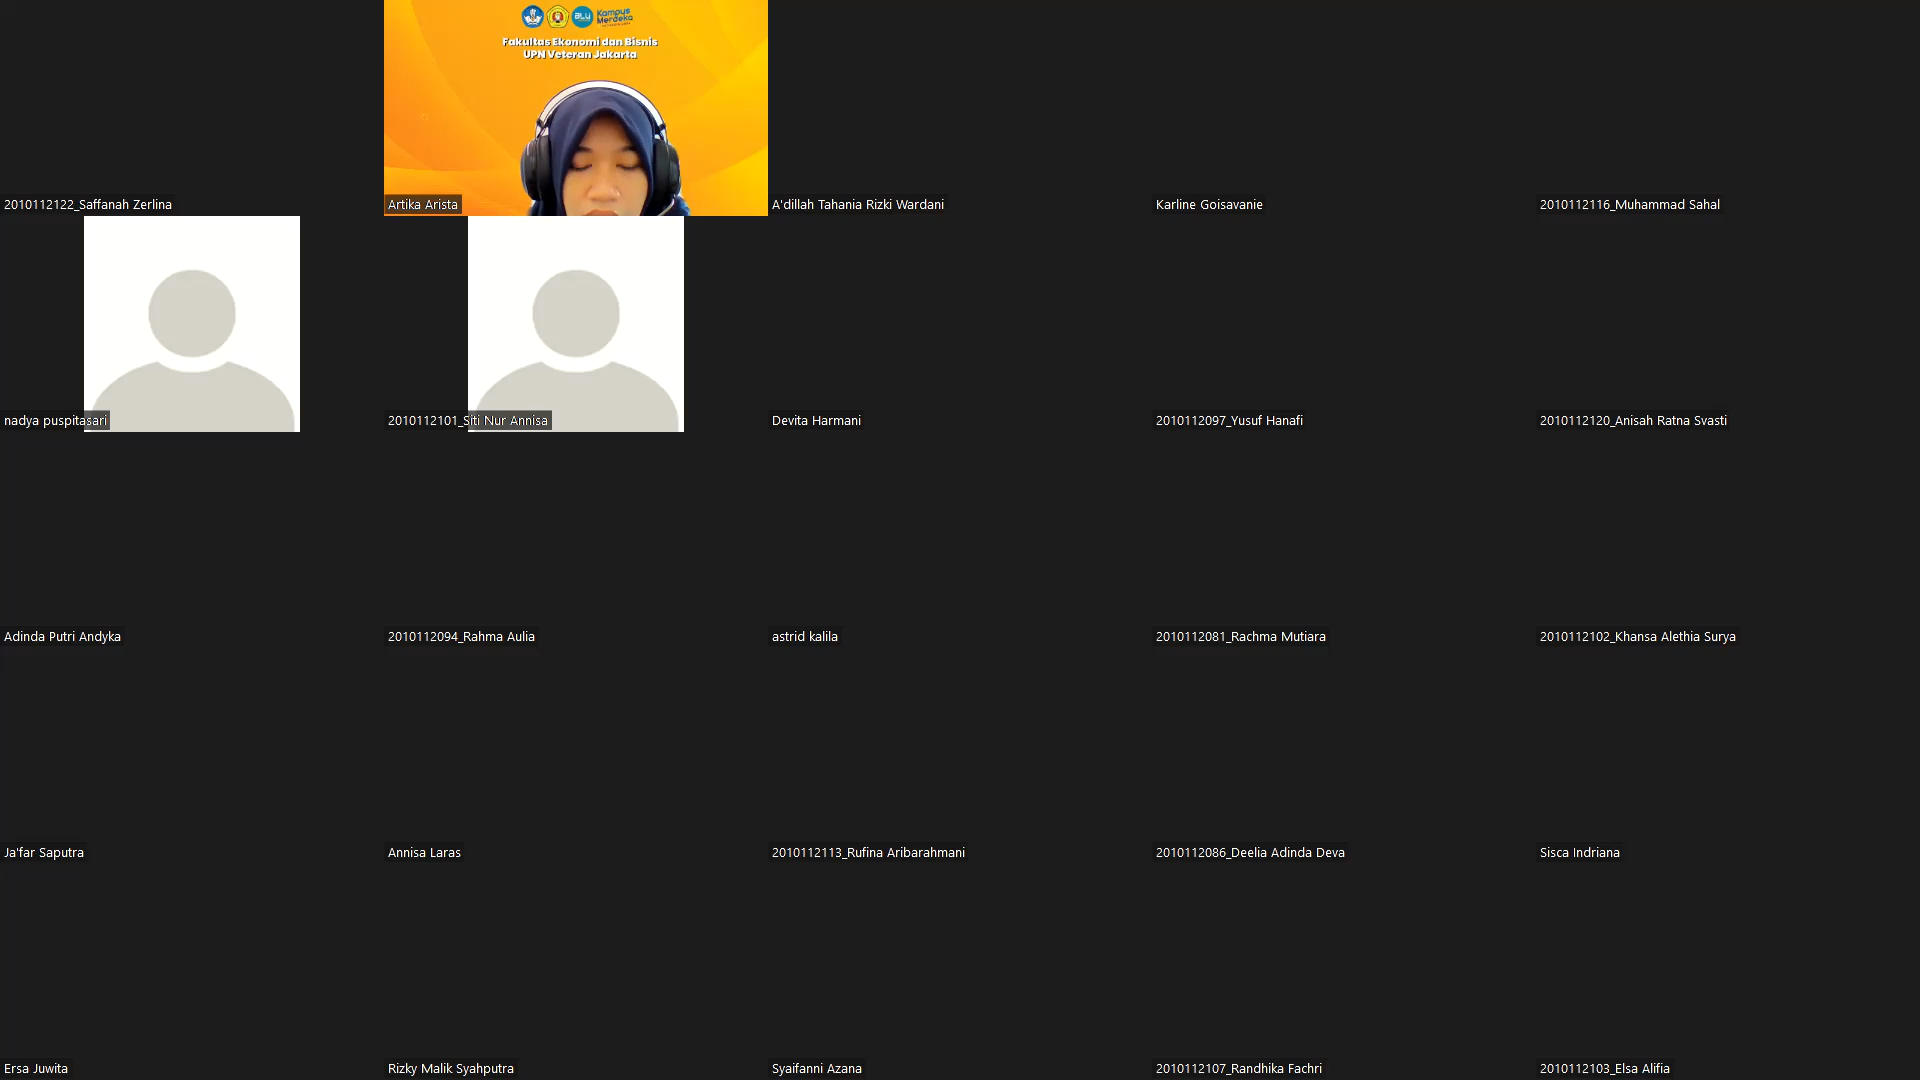 BLU
Kampus
Merdeka
Fakultas Ekonomi dan Bisnis
UPN Veteran Jakarta
2010112122_Saffanah Zerlina
Artika Arista
A'dillah Tahania Rizki Wardani
Karline Goisavanie
2010112116_Muhammad Sahal
nadya puspitasari
2010112101_Siti Nur Annisa
Devita Harmani
2010112097_Yusuf Hanafi
2010112120_Anisah Ratna Svasti
Adinda Putri Andyka
2010112094_Rahma Aulia
astrid kalila
2010112081_Rachma Mutiara
2010112102_Khansa Alethia Surya
Ja'far Saputra
Annisa Laras
2010112113_Rufina Aribarahmani
2010112086_Deelia Adinda Deva
Sisca Indriana
Ersa Juwita
Rizky Malik Syahputra
Syaifanni Azana
2010112107_Randhika Fachri
2010112103_Elsa Alifia